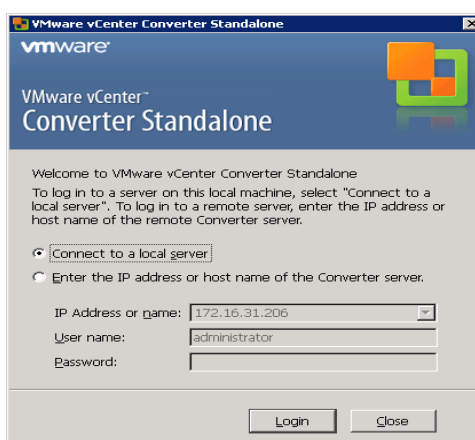 VMware vCenter Converter Standalone
vmware®
VMware vCenter™
Converter Standalone
Welcome to VMware vCenter Converter Standalone
To log in to a server on this local machine, select "Connect to a
local server". To log in to a remote server, enter the IP address or
host name of the remote Converter server.
Connect to a local server
Enter the IP address or host name of the Converter server.
IP Address or name: 172.16.31.206
User name: administrator
Password:
Login Close